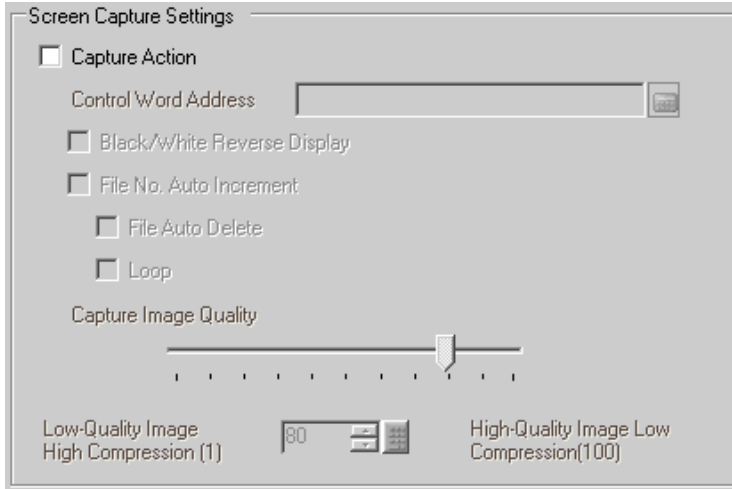 Screen Capture Settings
Capture Action
Control Word Address
Black/White Reverse Display
File No. Auto Increment
File Auto Delete
Loop
Capture Image Quality
Low-Quality Image
High Compression (1)
80
High-Quality Image Low
Compression(100)